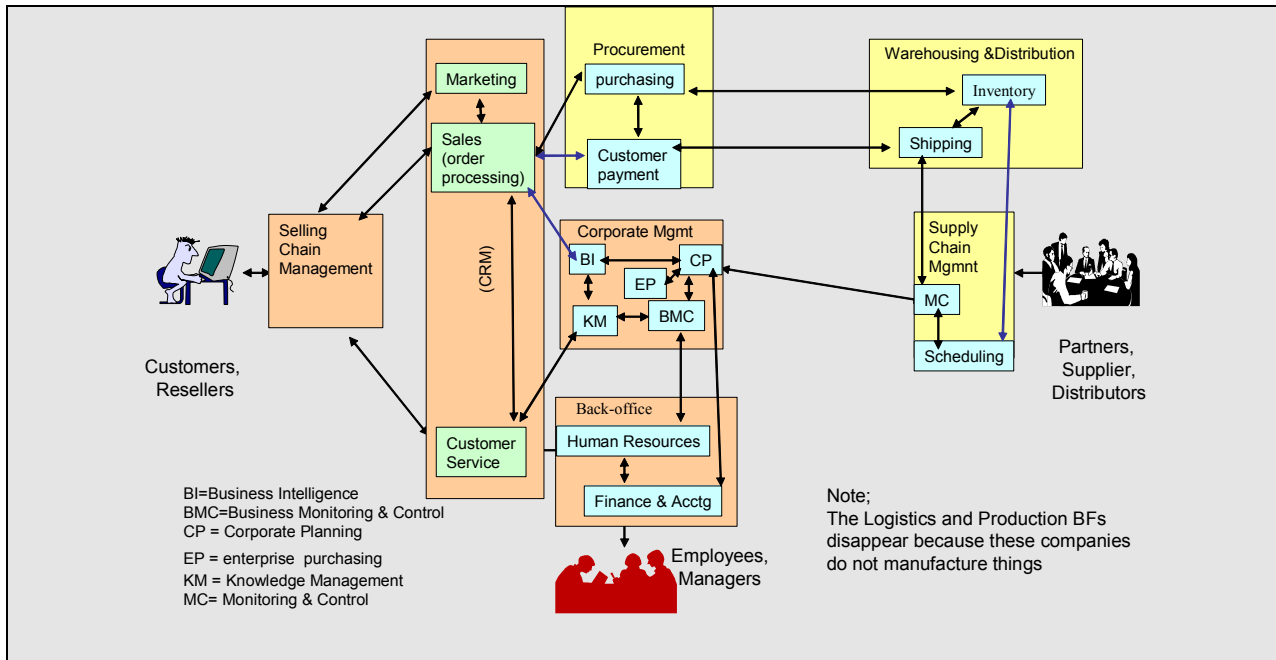 Procurement
Warehousing &Distribution
Marketing
purchasing
Inventory
Sales
(order
processing)
Customer
payment
Shipping
Selling
Chain
Management
(CRM)
Corporate Mgmt
BI
CP
EP
KM
BMC
Supply
Chain
Mgmnt
MC
Scheduling
Customers,
Resellers
Partners,
Supplier,
Distributors
Back-office
Customer
Service
Human Resources
Finance & Acctg
BI=Business Intelligence
BMC=Business Monitoring & Control
CP = Corporate Planning
EP = enterprise purchasing
KM = Knowledge Management
MC= Monitoring & Control
Employees,
Managers
Note;
The Logistics and Production BFs
disappear because these companies
do not manufacture things